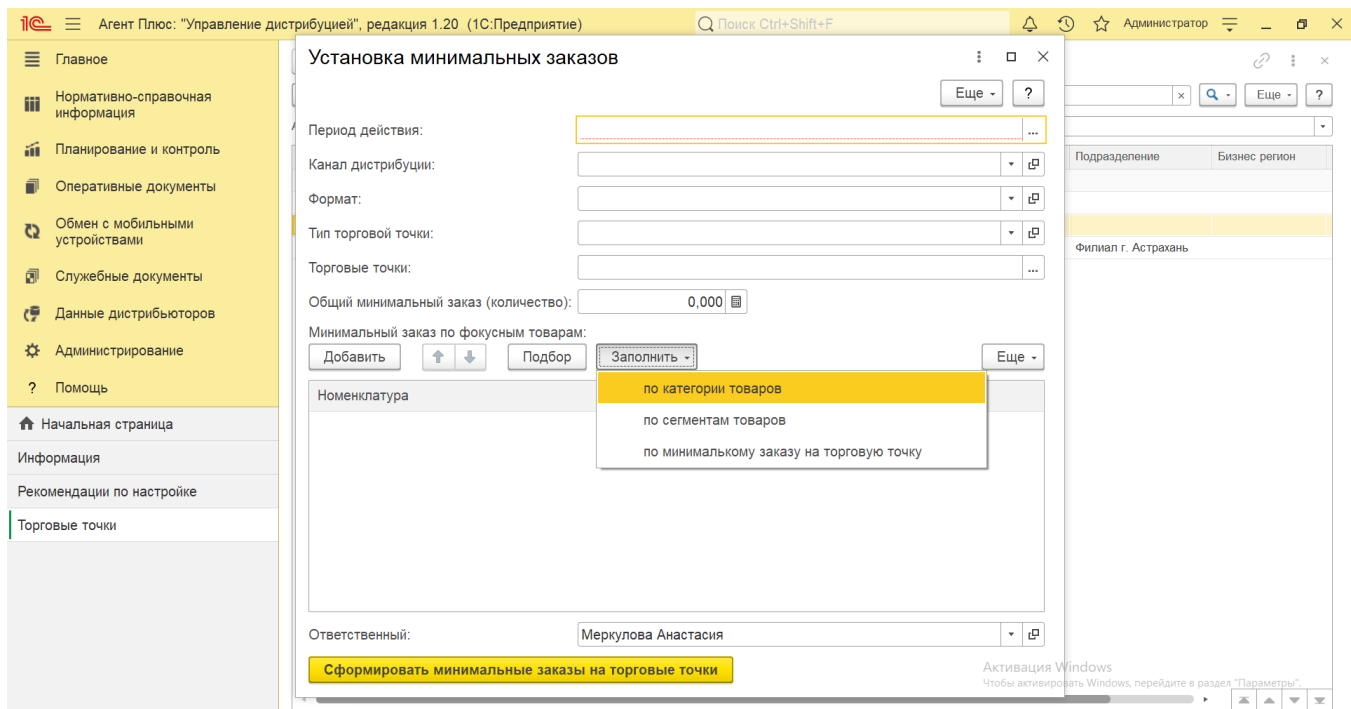 Агент Плюс: "Управление дистрибуцией", редакция 1.20 (1С:Предприятие)
Поиск Ctrl+Shift+F
Администратор
Главное
Нормативно-справочная
информация
Планирование и контроль
Оперативные документы
Обмен с мобильными
устройствами
Служебные документы
Данные дистрибьюторов
Администрирование
? Помощь
Начальная страница
Информация
Рекомендации по настройке
Торговые точки
Установка минимальных заказов
Еще
?
Период действия:
...
Канал дистрибуции:
Формат:
Тип торговой точки:
Торговые точки:
...
Общий минимальный заказ (количество): 0,000
Минимальный заказ по фокусным товарам:
Добавить
Подбор
Заполнить
Еще
Номенклатура
по категории товаров
по сегментам товаров
по минималькому заказу на торговую точку
Ответственный: Меркулова Анастасия
Сформировать минимальные заказы на торговые точки
Еще
?
Подразделение
Бизнес регион
Филиал г. Астрахань
Активация Windows
Чтобы активировать Windows, перейдите в раздел "Параметры".